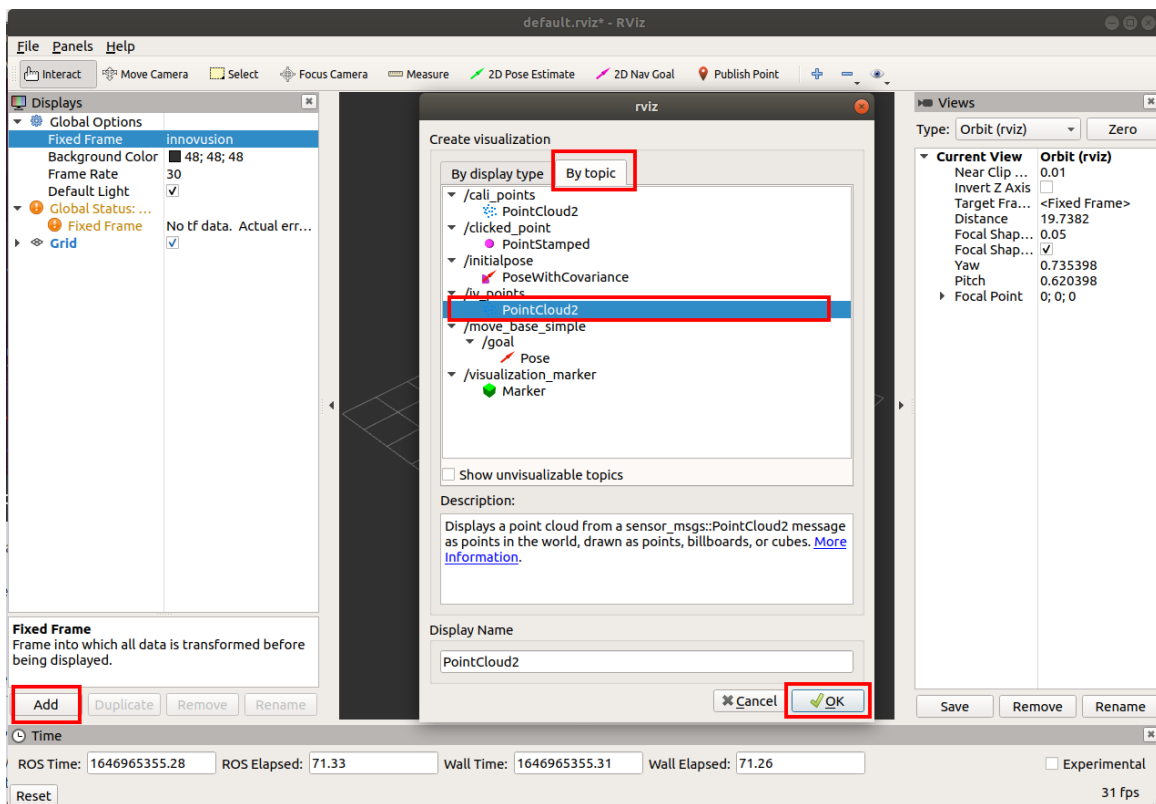 default.rviz* - RViz
File Panels Help
Interact Move Camera Select Focus Camera Measure 2D Pose Estimate 2D Nav Goal Publish Point
Displays
Global Options
Fixed Frame innovusion
Background Color 48; 48; 48
Frame Rate 30
Default Light
Global Status: ...
Fixed Frame No tf data. Actual err...
Grid
Fixed Frame
Frame into which all data is transformed before
being displayed.
Add Duplicate Remove Rename
rviz
Create visualization
By display type By topic
/cali_points
PointCloud2
/clicked_point
PointStamped
/initialpose
PoseWithCovariance
/iv_points
PointCloud2
/move_base_simple
/goal
Pose
/visualization_marker
Marker
Show unvisualizable topics
Description:
Displays a point cloud from a sensor_msgs::PointCloud2 message
as points in the world, drawn as points, billboards, or cubes. More
Information.
Display Name
PointCloud2
Cancel OK
Views
Type: Orbit (rviz) Zero
Current View Orbit (rviz)
Near Clip ... 0.01
Invert Z Axis
Target Fra... <Fixed Frame>
Distance 19.7382
Focal Shap... 0.05
Focal Shap...
Yaw 0.735398
Pitch 0.620398
Focal Point 0; 0; 0
Save Remove Rename
Time
ROS Time: 1646965355.28 ROS Elapsed: 71.33 Wall Time: 1646965355.31 Wall Elapsed: 71.26 Experimental
Reset 31 fps